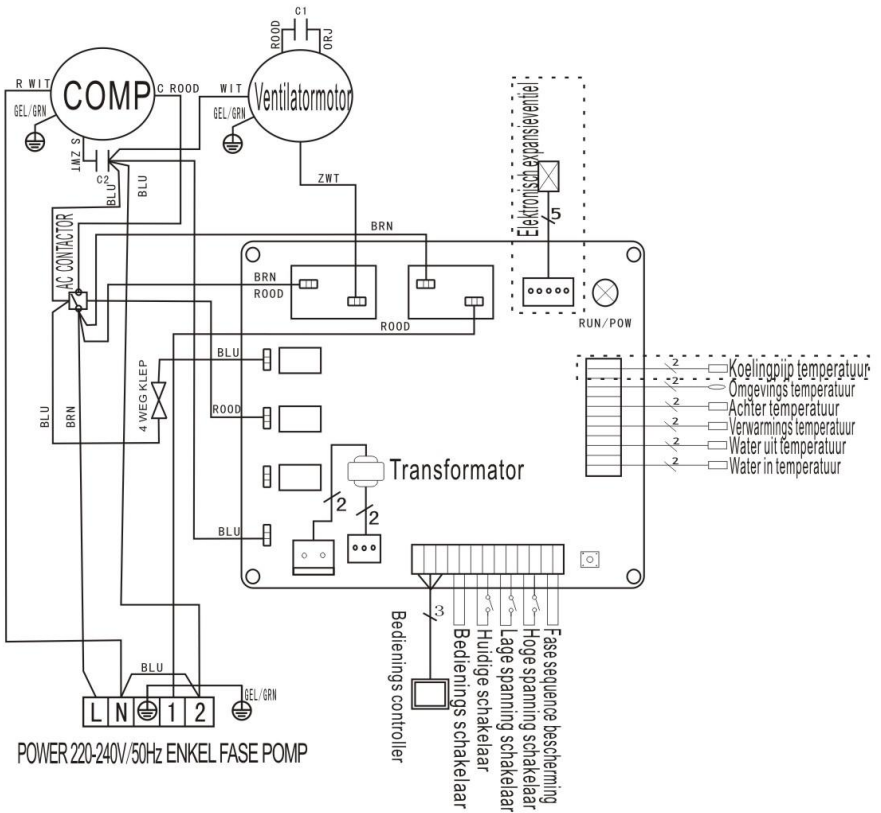 C1
ROOD
ORJ
R WIT
COMP
C ROOD
WIT
Ventilatormotor
GEL/GRN
GEL/GRN
S ZWT
C2
BLU
BLU
ZWT
Elektronisch expansieventiel
5
AC CONTACTOR
BRN
BRN
ROOD
ROOD
RUN/POW
BLU
4 WEG KLEP
ROOD
BLU
BRN
BLU
Transformator
2
2
2 Koelingpijp temperatuur
2 Omgevings temperatuur
2 Achter temperatuur
2 Verwarmings temperatuur
2 Water uit temperatuur
2 Water in temperatuur
3
Bedienings controller
Bedienings schakelaar
Huidige schakelaar
Lage spanning schakelaar
Hoge spanning schakelaar
Fase sequence bescherming
BLU
GEL/GRN
L N 1 2
POWER 220-240V/50Hz ENKEL FASE POMP